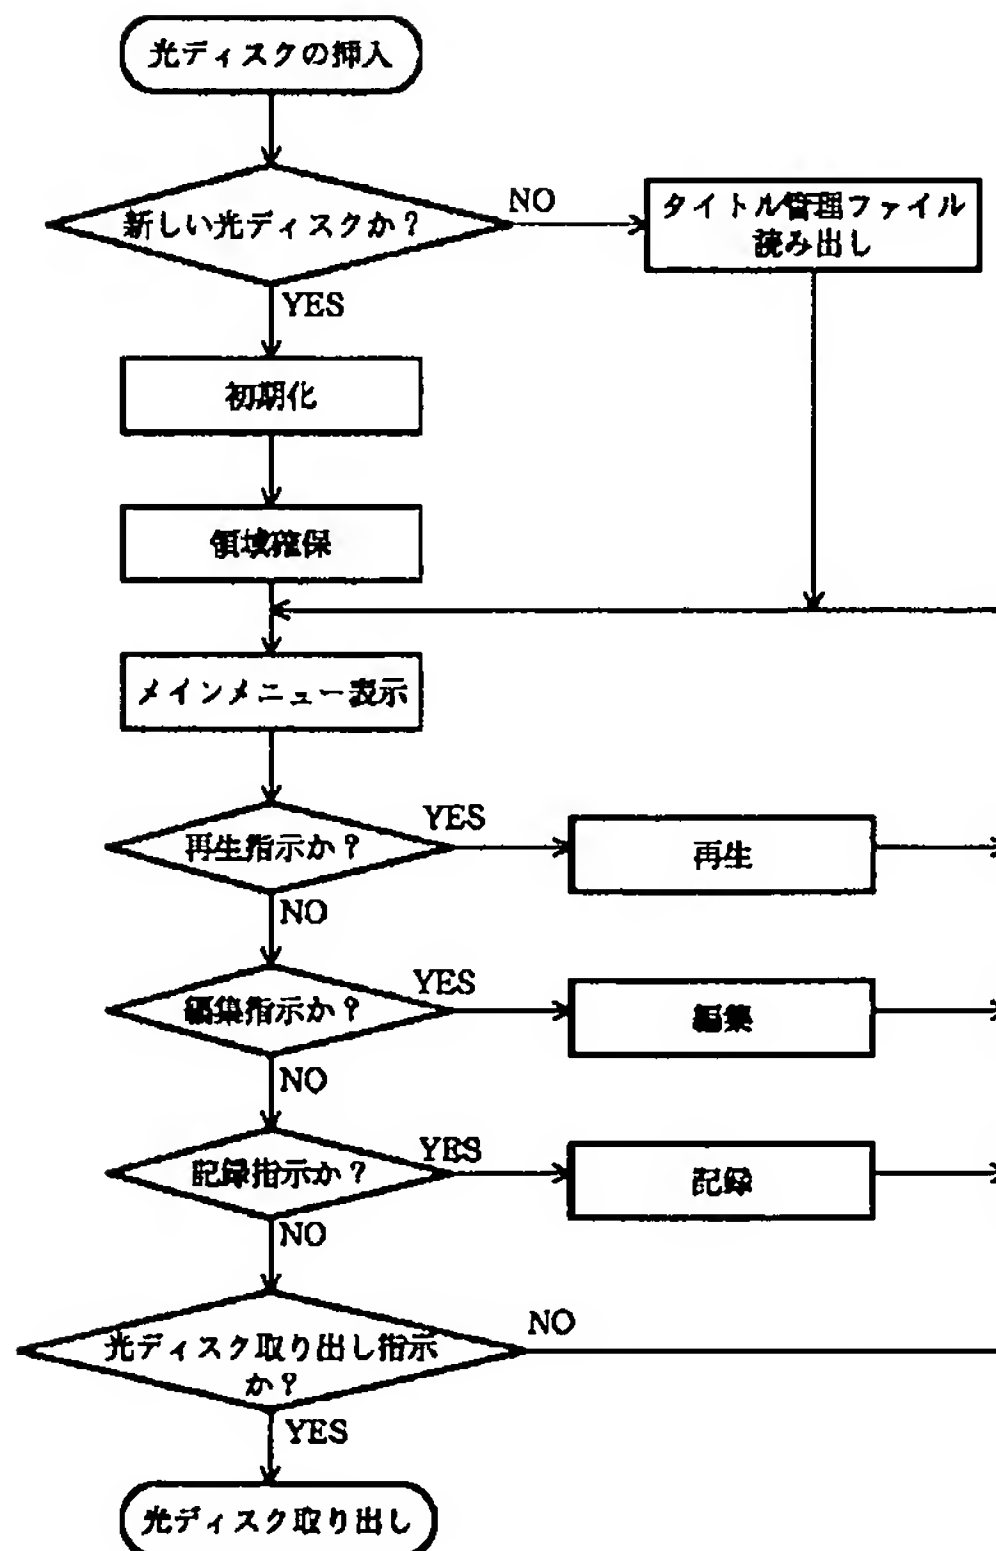 光ディスクの挿入
新しい光ディスクか？
NO
タイトル管理ファイル
読み出し
YES
初期化
領域確保
メインメニュー表示
再生指示か？
YES
再生
NO
編集指示か？
YES
編集
NO
記録指示か？
YES
記録
NO
光ディスク取り出し指示
か？
NO
YES
光ディスク取り出し